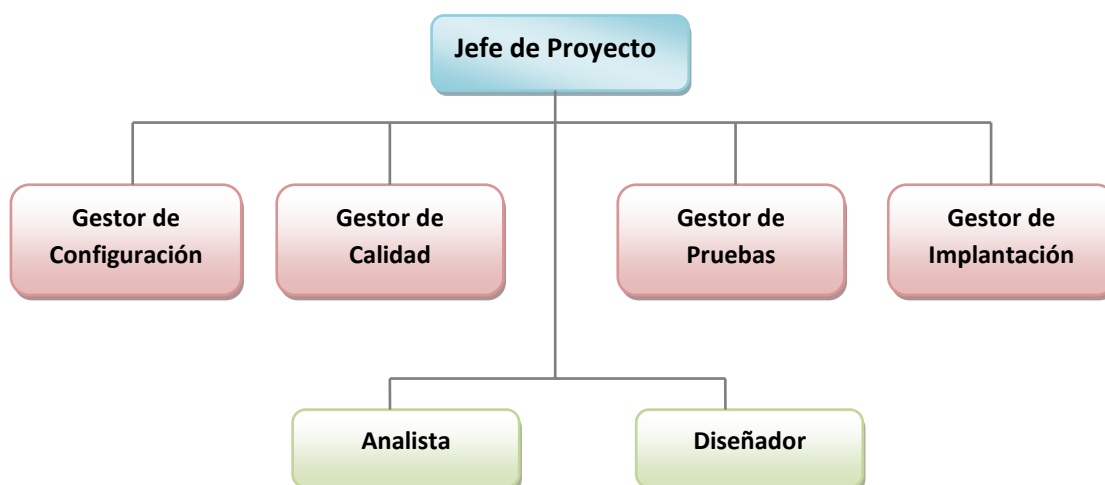 Jefe de Proyecto
Gestor de
Configuración
Gestor de
Calidad
Gestor de
Pruebas
Gestor de
Implantación
Analista
Diseñador